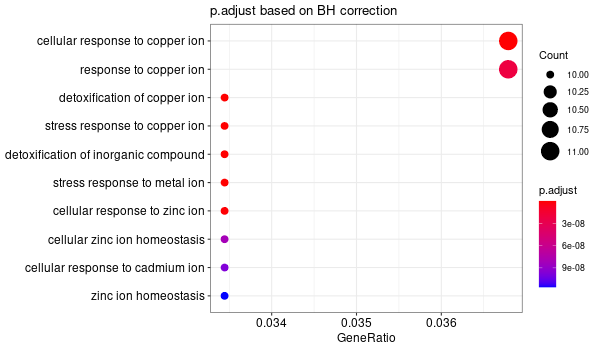 p.adjust based on BH correction
cellular response to copper ion
response to copper ion
detoxification of copper ion
stress response to copper ion
detoxification of inorganic compound
stress response to metal ion
cellular response to zinc ion
cellular zinc ion homeostasis
cellular response to cadmium ion
zinc ion homeostasis
0.034 0.035 0.036
GeneRatio
Count
10.00
10.25
10.50
10.75
11.00
p.adjust
3e-08
6e-08
9e-08